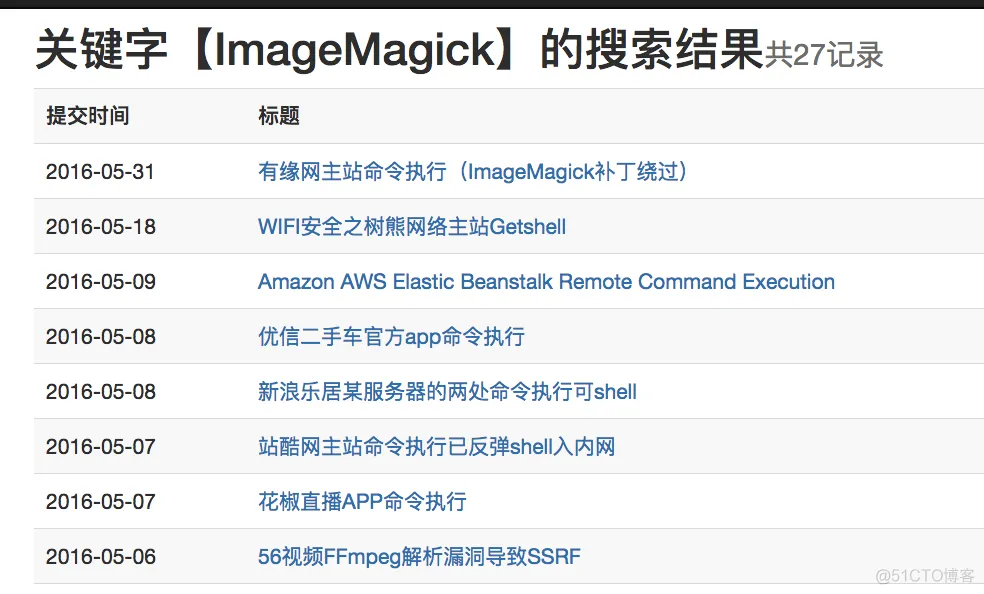 关键字【ImageMagick】的搜索结果共27记录
提交时间 标题
2016-05-31 有缘网主站命令执行（ImageMagick补丁绕过）
2016-05-18 WIFI安全之树熊网络主站Getshell
2016-05-09 Amazon AWS Elastic Beanstalk Remote Command Execution
2016-05-08 优信二手车官方app命令执行
2016-05-08 新浪乐居某服务器的两处命令执行可shell
2016-05-07 站酷网主站命令执行已反弹shell入内网
2016-05-07 花椒直播APP命令执行
2016-05-06 56视频FFmpeg解析漏洞导致SSRF
@51CTO博客